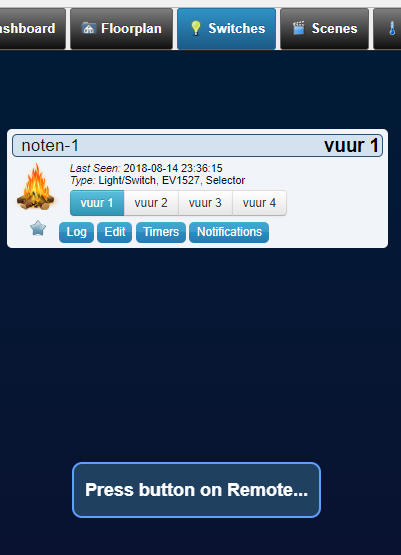 ashboard Floorplan Switches Scenes
noten-1 vuur 1
Last Seen: 2018-08-14 23:36:15
Type: Light/Switch, EV1527, Selector
vuur 1 vuur 2 vuur 3 vuur 4
Log Edit Timers Notifications
Press button on Remote...